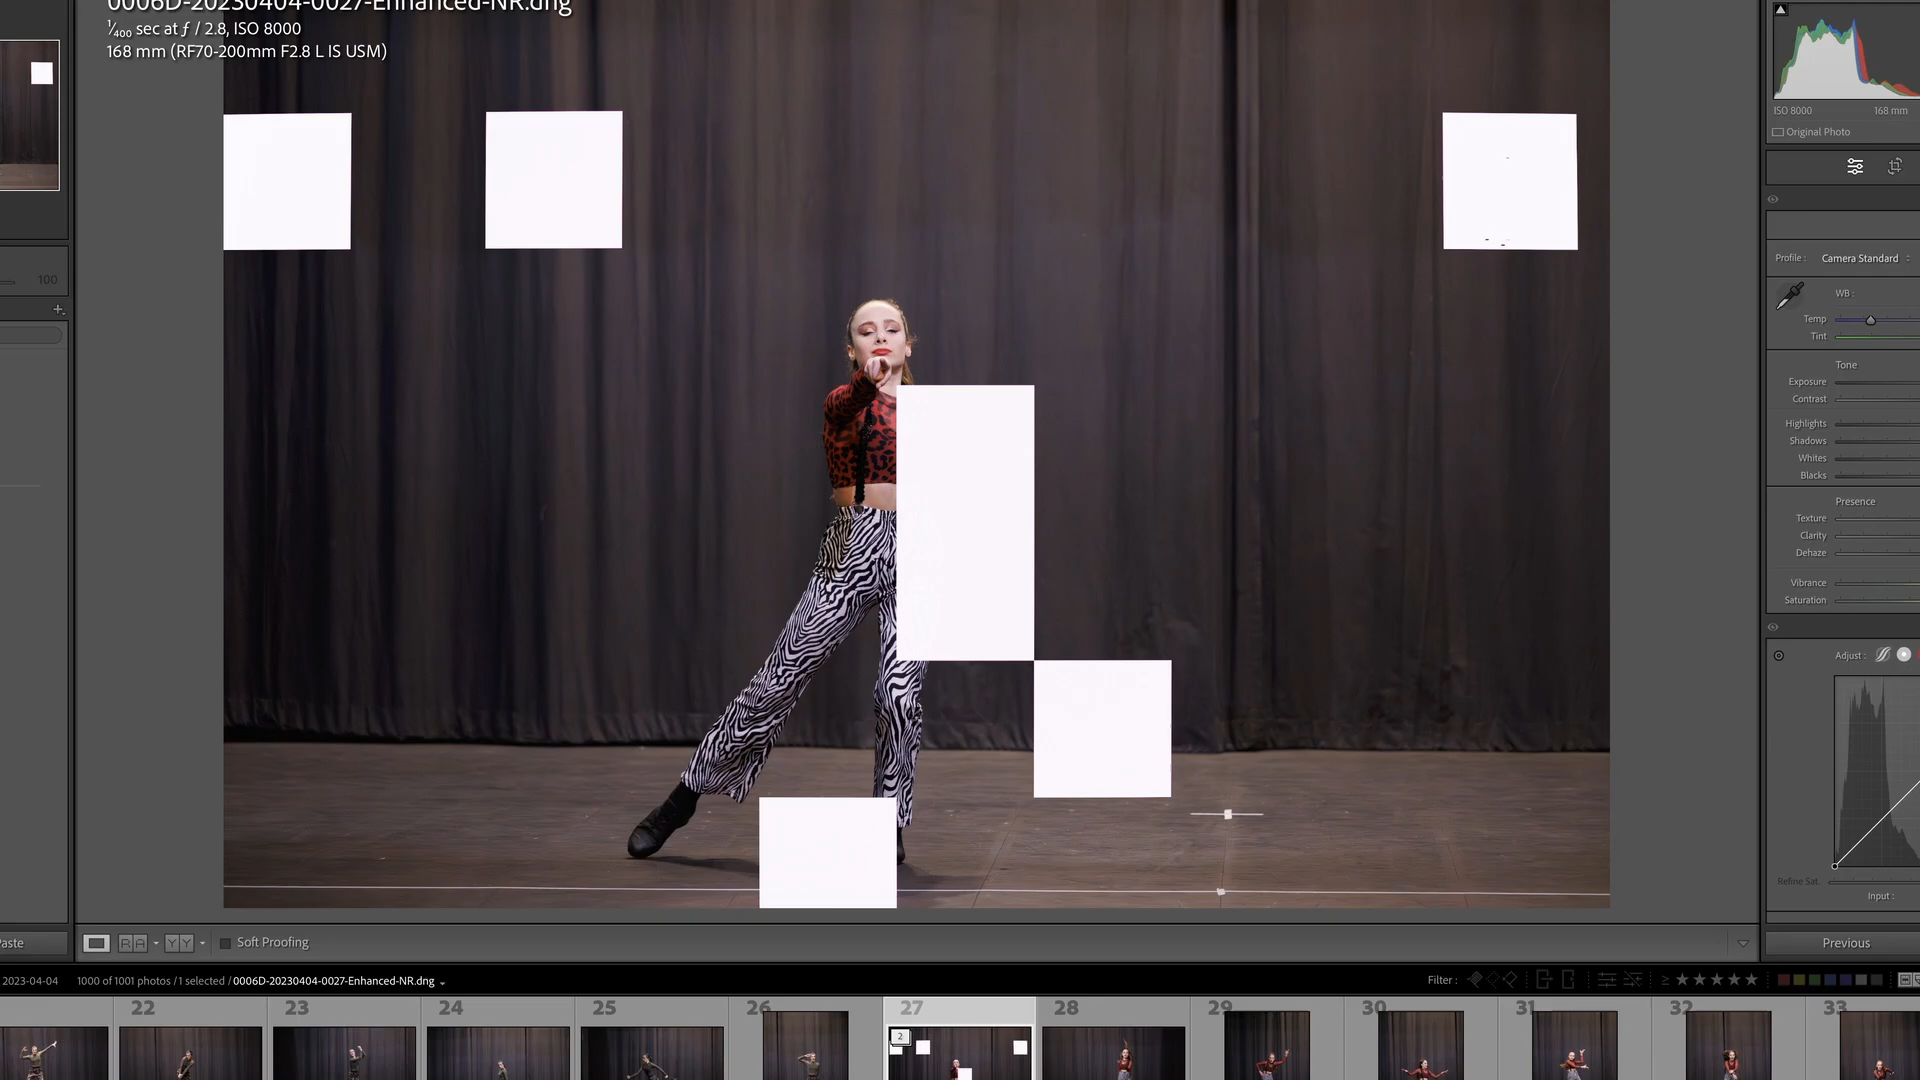 0006D-20230404-0027-Enhanced-NR.dng
1/400 sec at ƒ / 2.8, ISO 8000
168 mm (RF70-200mm F2.8 L IS USM)
100
ISO 8000 168 mm
Original Photo
Profile : Camera Standard
WB :
Temp
Tint
Tone
Exposure
Contrast
Highlights
Shadows
Whites
Blacks
Presence
Texture
Clarity
Dehaze
Vibrance
Saturation
Adjust :
Refine Sat.
Input :
Previous
aste
R A Y Y Soft Proofing
2023-04-04 1000 of 1001 photos / 1 selected / 0006D-20230404-0027-Enhanced-NR.dng
Filter : ≥ ★ ★ ★ ★ ★
22 23 24 25 26 27 28 29 30 31 32 33
2